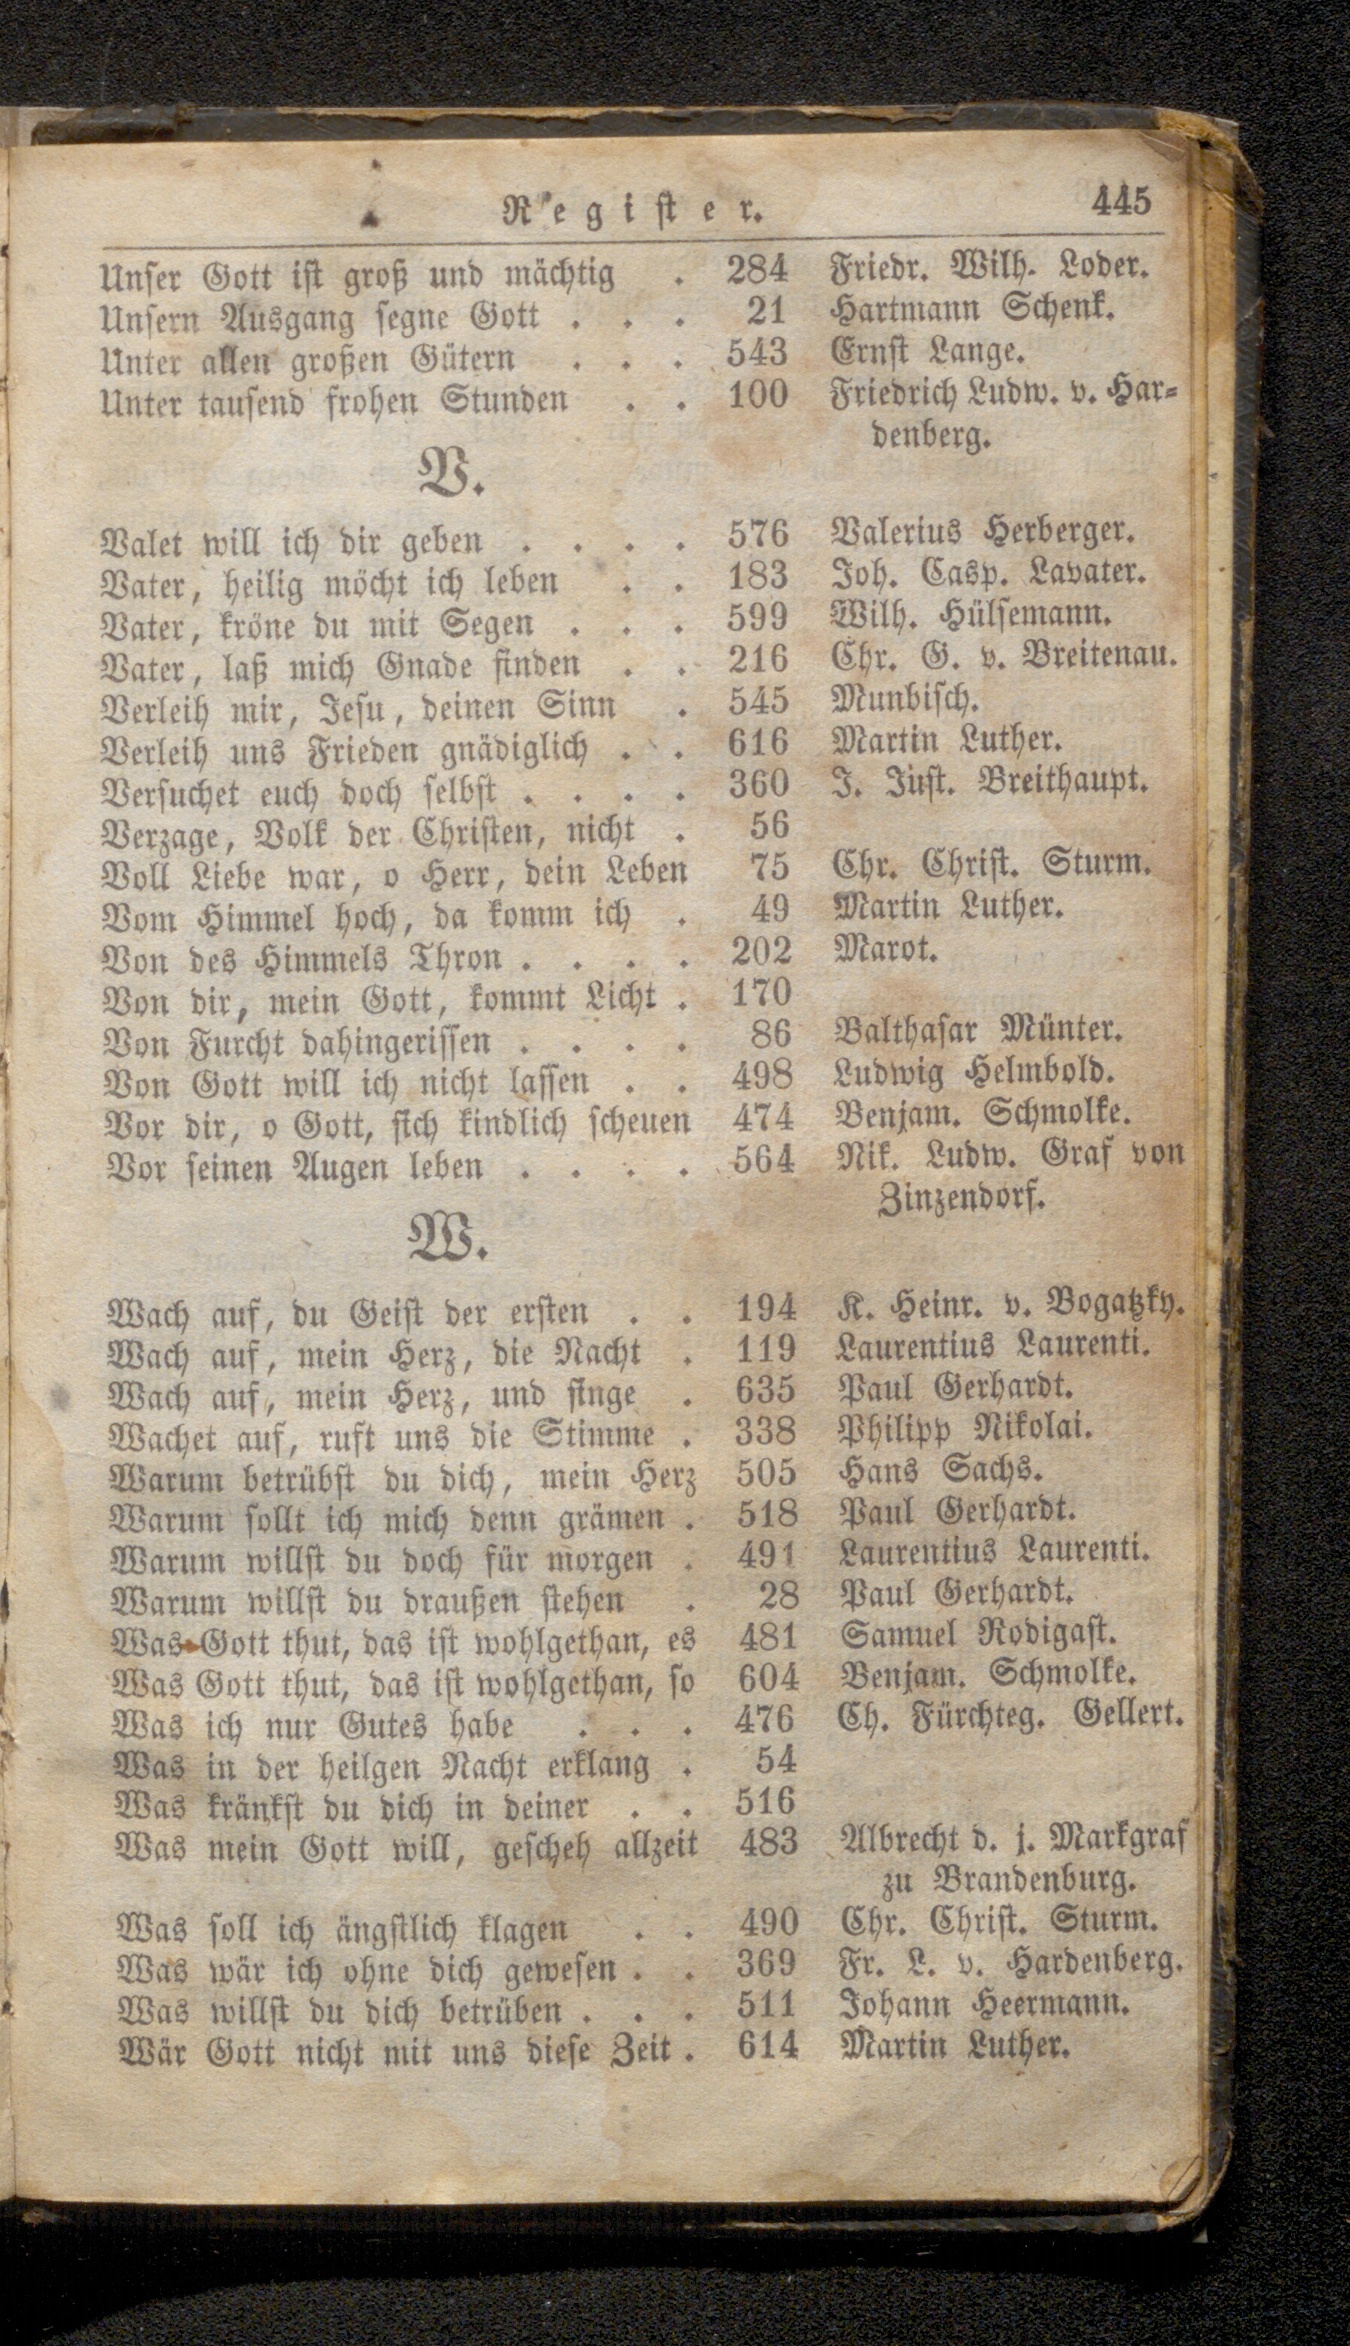 Register. 445
Unser Gott ist groß und mächtig . 284 Friedr. Wilh. Loder.
Unsern Ausgang segne Gott . . . 21 Hartmann Schenk.
Unter allen großen Gütern . . . 543 Ernst Lange.
Unter tausend frohen Stunden . . 100 Friedrich Ludw. v. Har-
denberg.
V.
Valet will ich dir geben . . . . 576 Valerius Herberger.
Vater, heilig möcht ich leben . . 183 Joh. Casp. Lavater.
Vater, kröne du mit Segen . . . 599 Wilh. Hülsemann.
Vater, laß mich Gnade finden . . 216 Chr. G. v. Breitenau.
Verleih mir, Jesu, deinen Sinn . 545 Munbisch.
Verleih uns Frieden gnädiglich . . 616 Martin Luther.
Versuchet euch doch selbst . . . . 360 J. Just. Breithaupt.
Verzage, Volk der Christen, nicht . 56
Voll Liebe war, o Herr, dein Leben 75 Chr. Christ. Sturm.
Vom Himmel hoch, da komm ich . 49 Martin Luther.
Von des Himmels Thron . . . . 202 Marot.
Von dir, mein Gott, kommt Licht . 170
Von Furcht dahingerissen . . . . 86 Balthasar Münter.
Von Gott will ich nicht lassen . . 498 Ludwig Helmbold.
Vor dir, o Gott, sich kindlich scheuen 474 Benjam. Schmolke.
Vor seinen Augen leben . . . . 564 Nik. Ludw. Graf von
Zinzendorf.
W.
Wach auf, du Geist der ersten . . 194 K. Heinr. v. Bogatzky.
Wach auf, mein Herz, die Nacht . 119 Laurentius Laurenti.
Wach auf, mein Herz, und singe . 635 Paul Gerhardt.
Wachet auf, ruft uns die Stimme . 338 Philipp Nikolai.
Warum betrübst du dich, mein Herz 505 Hans Sachs.
Warum sollt ich mich denn grämen . 518 Paul Gerhardt.
Warum willst du doch für morgen . 491 Laurentius Laurenti.
Warum willst du draußen stehen . 28 Paul Gerhardt.
Was Gott thut, das ist wohlgethan, es 481 Samuel Rodigast.
Was Gott thut, das ist wohlgethan, so 604 Benjam. Schmolke.
Was ich nur Gutes habe . . . 476 Ch. Fürchteg. Gellert.
Was in der heilgen Nacht erklang . 54
Was kränkst du dich in deiner . . 516
Was mein Gott will, gescheh allzeit 483 Albrecht d. j. Markgraf
zu Brandenburg.
Was soll ich ängstlich klagen . . 490 Chr. Christ. Sturm.
Was wär ich ohne dich gewesen . . 369 Fr. L. v. Hardenberg.
Was willst du dich betrüben . . . 511 Johann Heermann.
Wär Gott nicht mit uns diese Zeit . 614 Martin Luther.